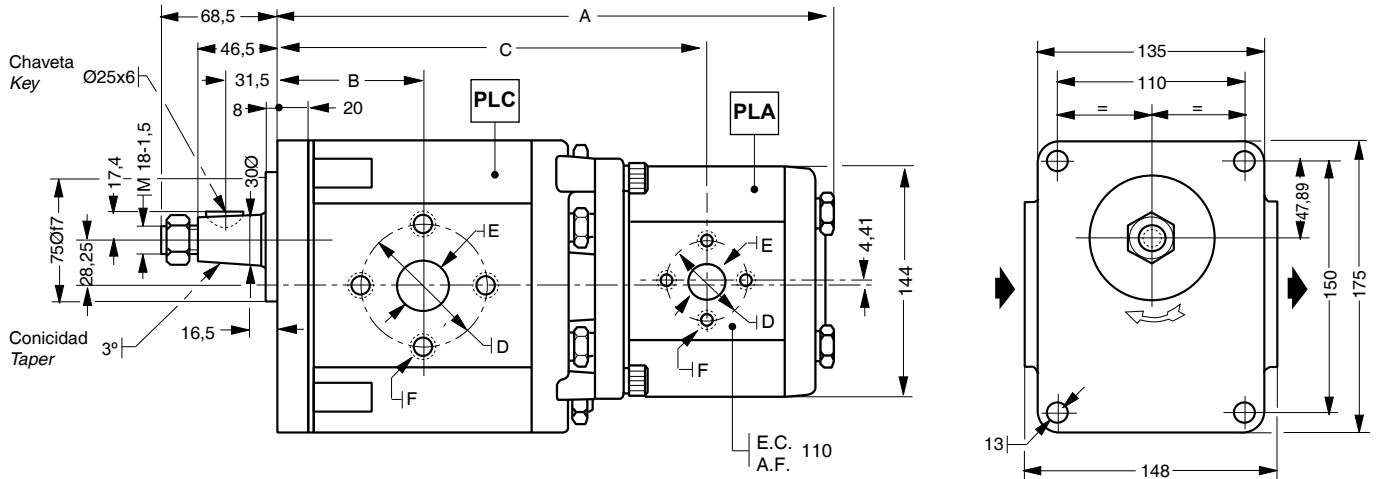 68,5
A
46,5
C
Chaveta
Key
Ø25x6
31,5
B
8
20
PLC
PLA
17,4
M 18-1,5
30Ø
75Øf7
28,25
E
E
4,41
144
D
D
16,5
Conicidad
Taper
3º
F
F
E.C.
A.F.
110
135
110
=
=
47,89
150
175
13
148